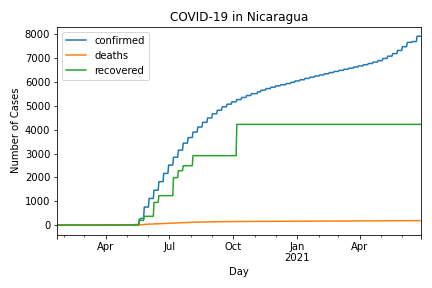 COVID-19 in Nicaragua
confirmed
deaths
recovered
Number of Cases
8000
7000
6000
5000
4000
3000
2000
1000
0
Apr
Jul
Oct
Jan
2021
Apr
Day